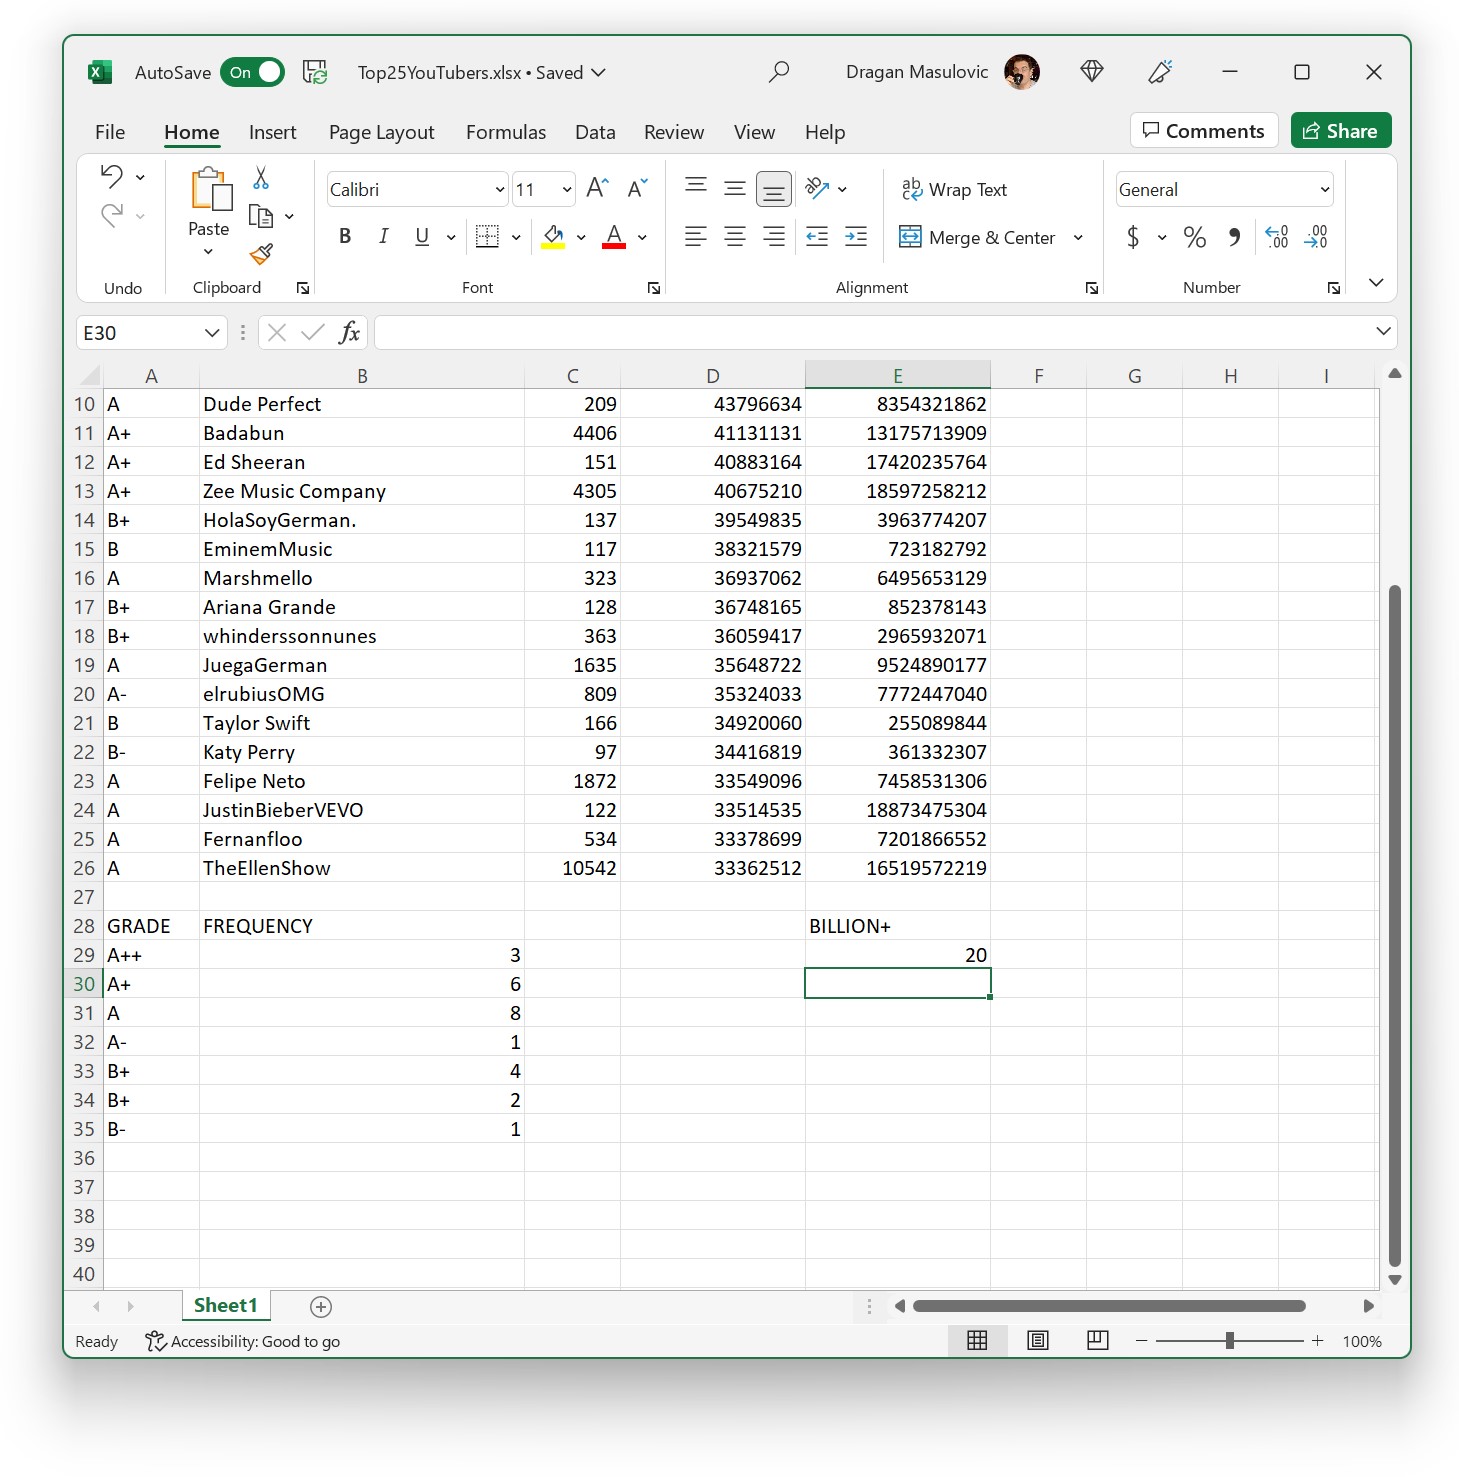 AutoSave On Top25YouTubers.xlsx • Saved Dragan Masulovic
File Home Insert Page Layout Formulas Data Review View Help Comments Share
Paste
Calibri 11 A A
B I U A
ab Wrap Text
Merge & Center
General
$ % 9 .00 .00 0
Undo Clipboard Font Alignment Number
E30 fx
A B C D E F G H I
10 A Dude Perfect 209 43796634 8354321862
11 A+ Badabun 4406 41131131 13175713909
12 A+ Ed Sheeran 151 40883164 17420235764
13 A+ Zee Music Company 4305 40675210 18597258212
14 B+ HolaSoyGerman. 137 39549835 3963774207
15 B EminemMusic 117 38321579 723182792
16 A Marshmello 323 36937062 6495653129
17 B+ Ariana Grande 128 36748165 852378143
18 B+ whinderssonnunes 363 36059417 2965932071
19 A JuegaGerman 1635 35648722 9524890177
20 A- elrubiusOMG 809 35324033 7772447040
21 B Taylor Swift 166 34920060 255089844
22 B- Katy Perry 97 34416819 361332307
23 A Felipe Neto 1872 33549096 7458531306
24 A JustinBieberVEVO 122 33514535 18873475304
25 A Fernanfloo 534 33378699 7201866552
26 A TheEllenShow 10542 33362512 16519572219
27
28 GRADE FREQUENCY BILLION+
29 A++ 3 20
30 A+ 6
31 A 8
32 A- 1
33 B+ 4
34 B+ 2
35 B- 1
36
37
38
39
40
Sheet1
Ready Accessibility: Good to go 100%